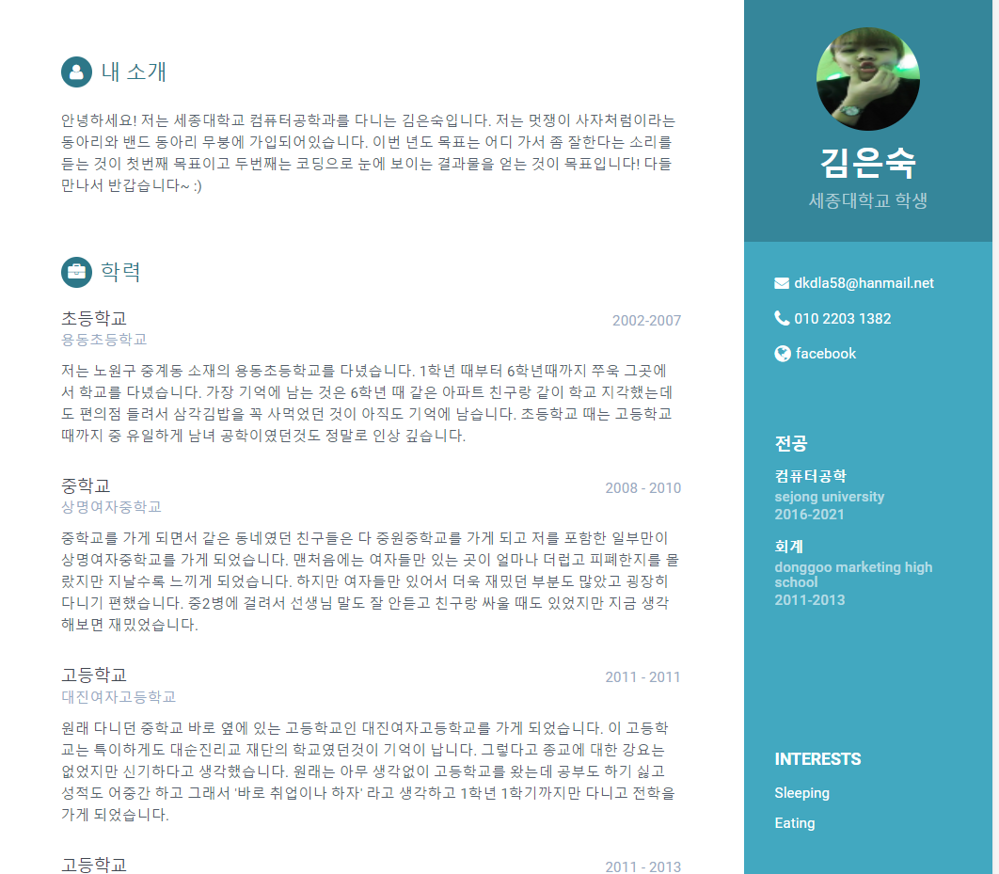 내 소개
안녕하세요! 저는 세종대학교 컴퓨터공학과를 다니는 김은숙입니다. 저는 멋쟁이 사자처럼이라는
동아리와 밴드 동아리 무붕에 가입되어있습니다. 이번 년도 목표는 어디 가서 좀 잘한다는 소리를
듣는 것이 첫번째 목표이고 두번째는 코딩으로 눈에 보이는 결과물을 얻는 것이 목표입니다! 다들
만나서 반갑습니다~ :)
학력
초등학교
2002-2007
용동초등학교
저는 노원구 중계동 소재의 용동초등학교를 다녔습니다. 1학년 때부터 6학년때까지 쭈욱 그곳에
서 학교를 다녔습니다. 가장 기억에 남는 것은 6학년 때 같은 아파트 친구랑 같이 학교 지각했는데
도 편의점 들려서 삼각김밥을 꼭 사먹었던 것이 아직도 기억에 남습니다. 초등학교 때는 고등학교
때까지 중 유일하게 남녀 공학이였던것도 정말로 인상 깊습니다.
중학교
2008 - 2010
상명여자중학교
중학교를 가게 되면서 같은 동네였던 친구들은 다 중원중학교를 가게 되고 저를 포함한 일부만이
상명여자중학교를 가게 되었습니다. 맨처음에는 여자들만 있는 곳이 얼마나 더럽고 피폐한지를 몰
랐지만 지날수록 느끼게 되었습니다. 하지만 여자들만 있어서 더욱 재밌던 부분도 많았고 굉장히
다니기 편했습니다. 중2병에 걸려서 선생님 말도 잘 안듣고 친구랑 싸울 때도 있었지만 지금 생각
해보면 재밌었습니다.
고등학교
2011 - 2011
대진여자고등학교
원래 다니던 중학교 바로 옆에 있는 고등학교인 대진여자고등학교를 가게 되었습니다. 이 고등학
교는 특이하게도 대순진리교 재단의 학교였던것이 기억이 납니다. 그렇다고 종교에 대한 강요는
없었지만 신기하다고 생각했습니다. 원래는 아무 생각없이 고등학교를 왔는데 공부도 하기 싫고
성적도 어중간 하고 그래서 '바로 취업이나 하자' 라고 생각하고 1학년 1학기까지만 다니고 전학을
가게 되었습니다.
고등학교
2011 - 2013
김은숙
세종대학교 학생
dkdla58@hanmail.net
010 2203 1382
facebook
전공
컴퓨터공학
sejong university
2016-2021
회계
donggoo marketing high
school
2011-2013
INTERESTS
Sleeping
Eating